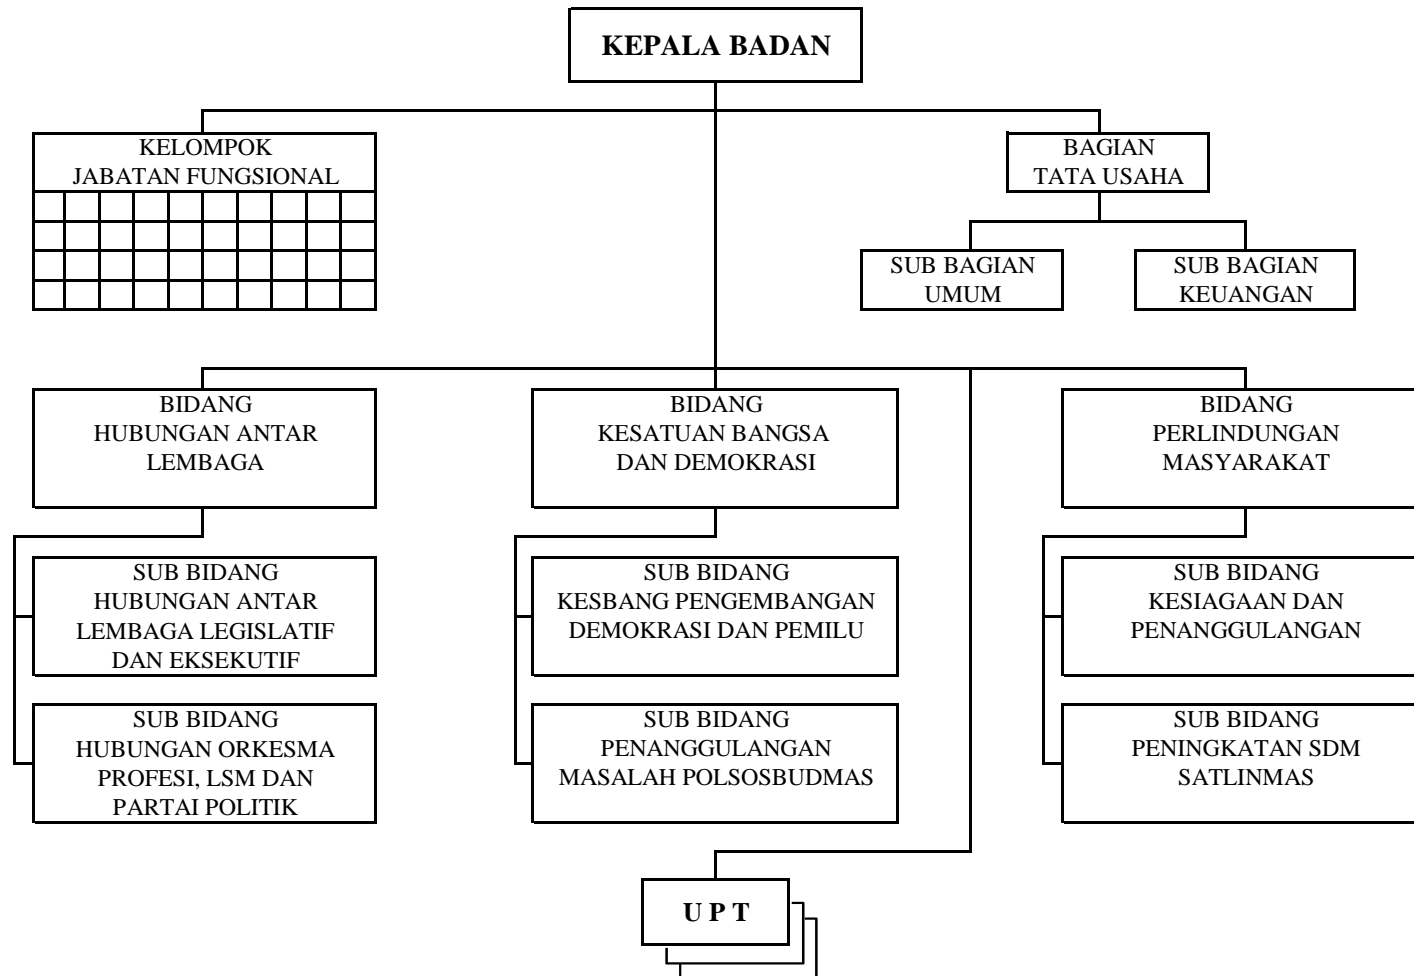 KEPALA BADAN
KELOMPOK
JABATAN FUNGSIONAL
BAGIAN
TATA USAHA
SUB BAGIAN
UMUM
SUB BAGIAN
KEUANGAN
BIDANG
HUBUNGAN ANTAR
LEMBAGA
BIDANG
KESATUAN BANGSA
DAN DEMOKRASI
BIDANG
PERLINDUNGAN
MASYARAKAT
SUB BIDANG
HUBUNGAN ANTAR
LEMBAGA LEGISLATIF
DAN EKSEKUTIF
SUB BIDANG
KESBANG PENGEMBANGAN
DEMOKRASI DAN PEMILU
SUB BIDANG
KESIAGAAN DAN
PENANGGULANGAN
SUB BIDANG
HUBUNGAN ORKESMA
PROFESI, LSM DAN
PARTAI POLITIK
SUB BIDANG
PENANGGULANGAN
MASALAH POLSOSBUDMAS
SUB BIDANG
PENINGKATAN SDM
SATLINMAS
U P T